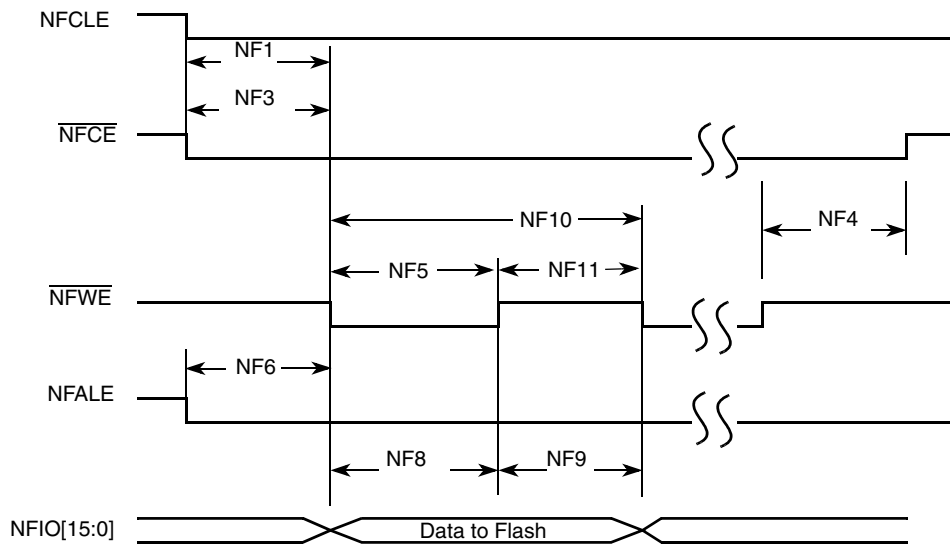 NFCLE
NF1
NF3
NFCE
NF10
NF4
NF5
NF11
NFWE
NF6
NFALE
NF8
NF9
NFIO[15:0]
Data to Flash